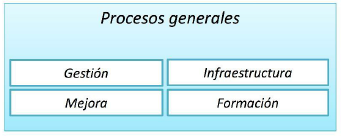 Procesos generales
Gestión
Infraestructura
Mejora
Formación